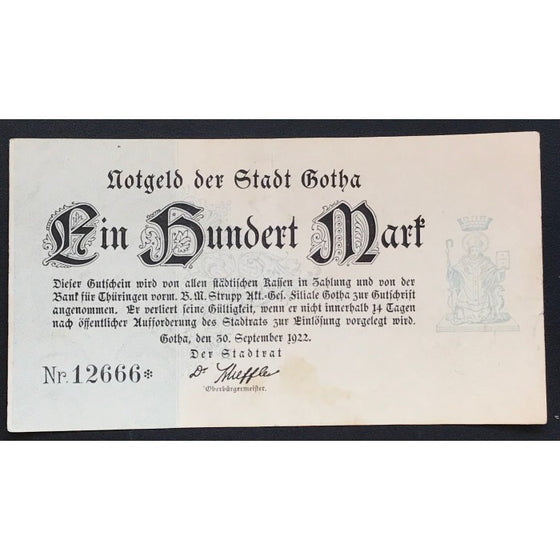 Notgeld der Stadt Gotha
Ein Hundert Mark
Dieser Gutschein wird von allen städtischen Kassen in Zahlung und von der
Bank für Thüringen vorm. B. M. Strupp Akt.-Ges. Filiale Gotha zur Gutschrift
angenommen. Er verliert seine Gültigkeit, wenn er nicht innerhalb 14 Tagen
nach öffentlicher Aufforderung des Stadtrats zur Einlösung vorgelegt wird.
Gotha, den 30. September 1922.
Der Stadtrat
Nr. 12666*
Dr Scheffler
Oberbürgermeister.